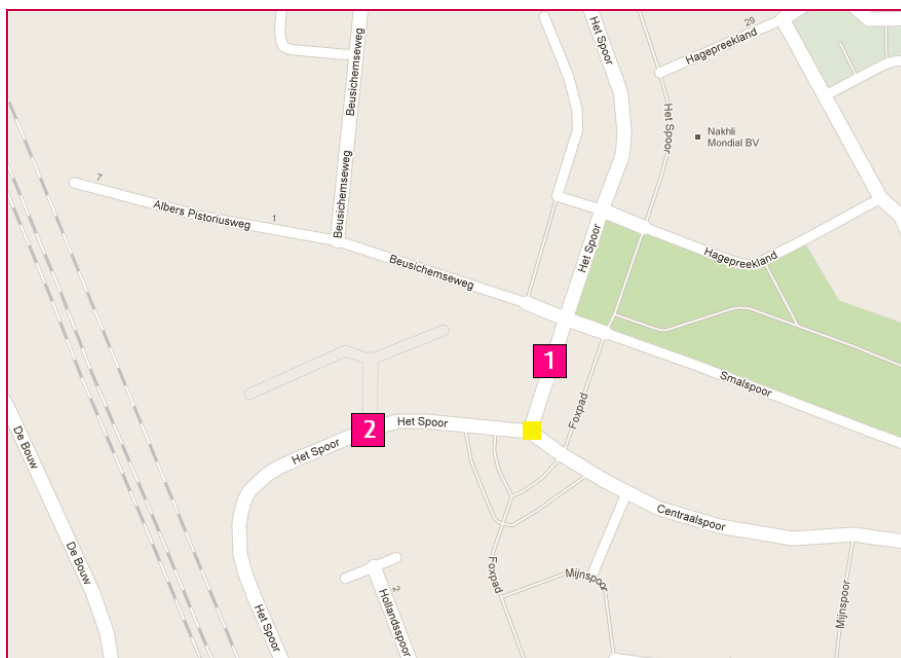 29
Hagepreekland
Het Spoor
Beusichemseweg
Het Spoor
Nakhli
Mondial BV
7
Albers Pistoriusweg
1
Beusichemseweg
Het Spoor
Hagepreekland
Beusichemseweg
1
Smalspoor
Foxpad
2
Het Spoor
Het Spoor
De Bouw
Centraalspoor
De Bouw
Foxpad
Mijnspoor
2
Hollandsspoor
Mijnspoor
Het Spoor